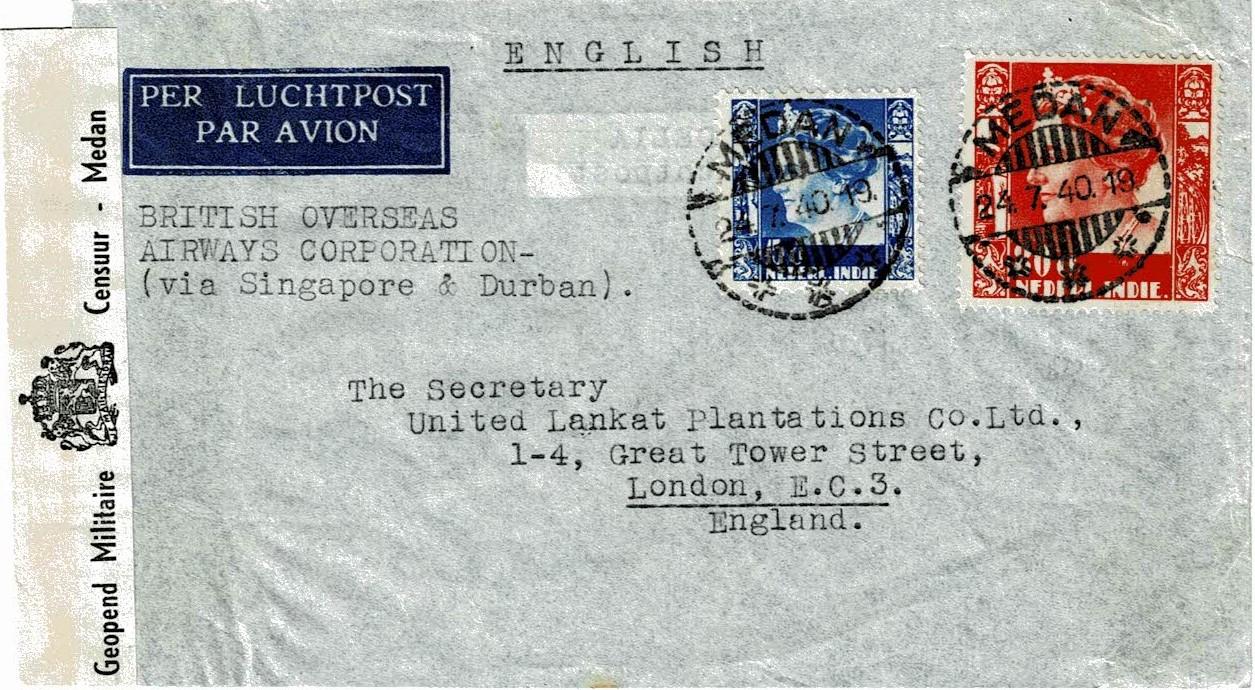 ENGLISH
PER LUCHTPOST
PAR AVION
BRITISH OVERSEAS
AIRWAYS CORPORATION-
(via Singapore & Durban).
MEDAN
24.7.40.19.
NEDERL. INDIE
MEDAN
24.7.40.19.
NEDERL. INDIE.
The Secretary
United Lankat Plantations Co.Ltd.,
1-4, Great Tower Street,
London, E.C.3.
England.
Geopend Militaire Censuur - Medan